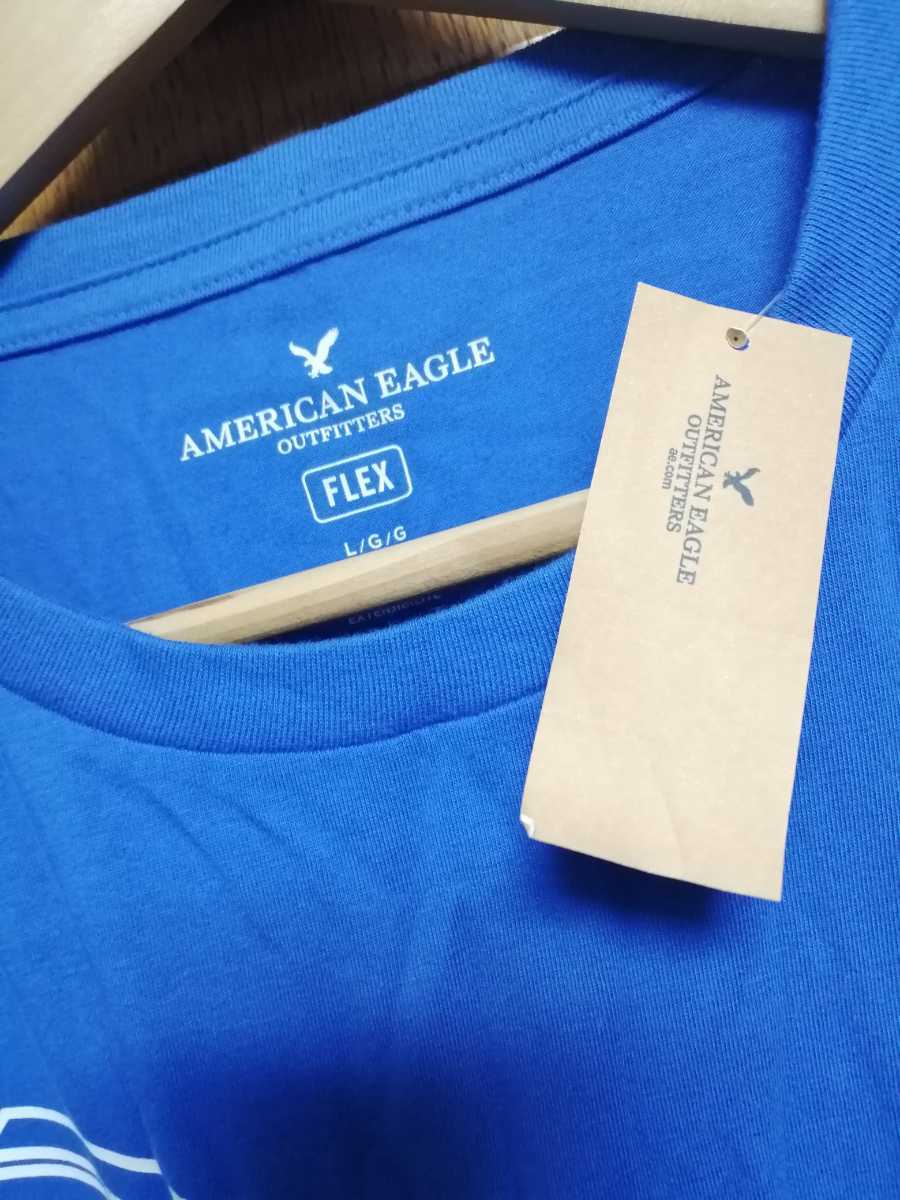 AMERICAN EAGLE
OUTFITTERS
FLEX
L/G/G
AMERICAN EAGLE
OUTFITTERS
ae.com